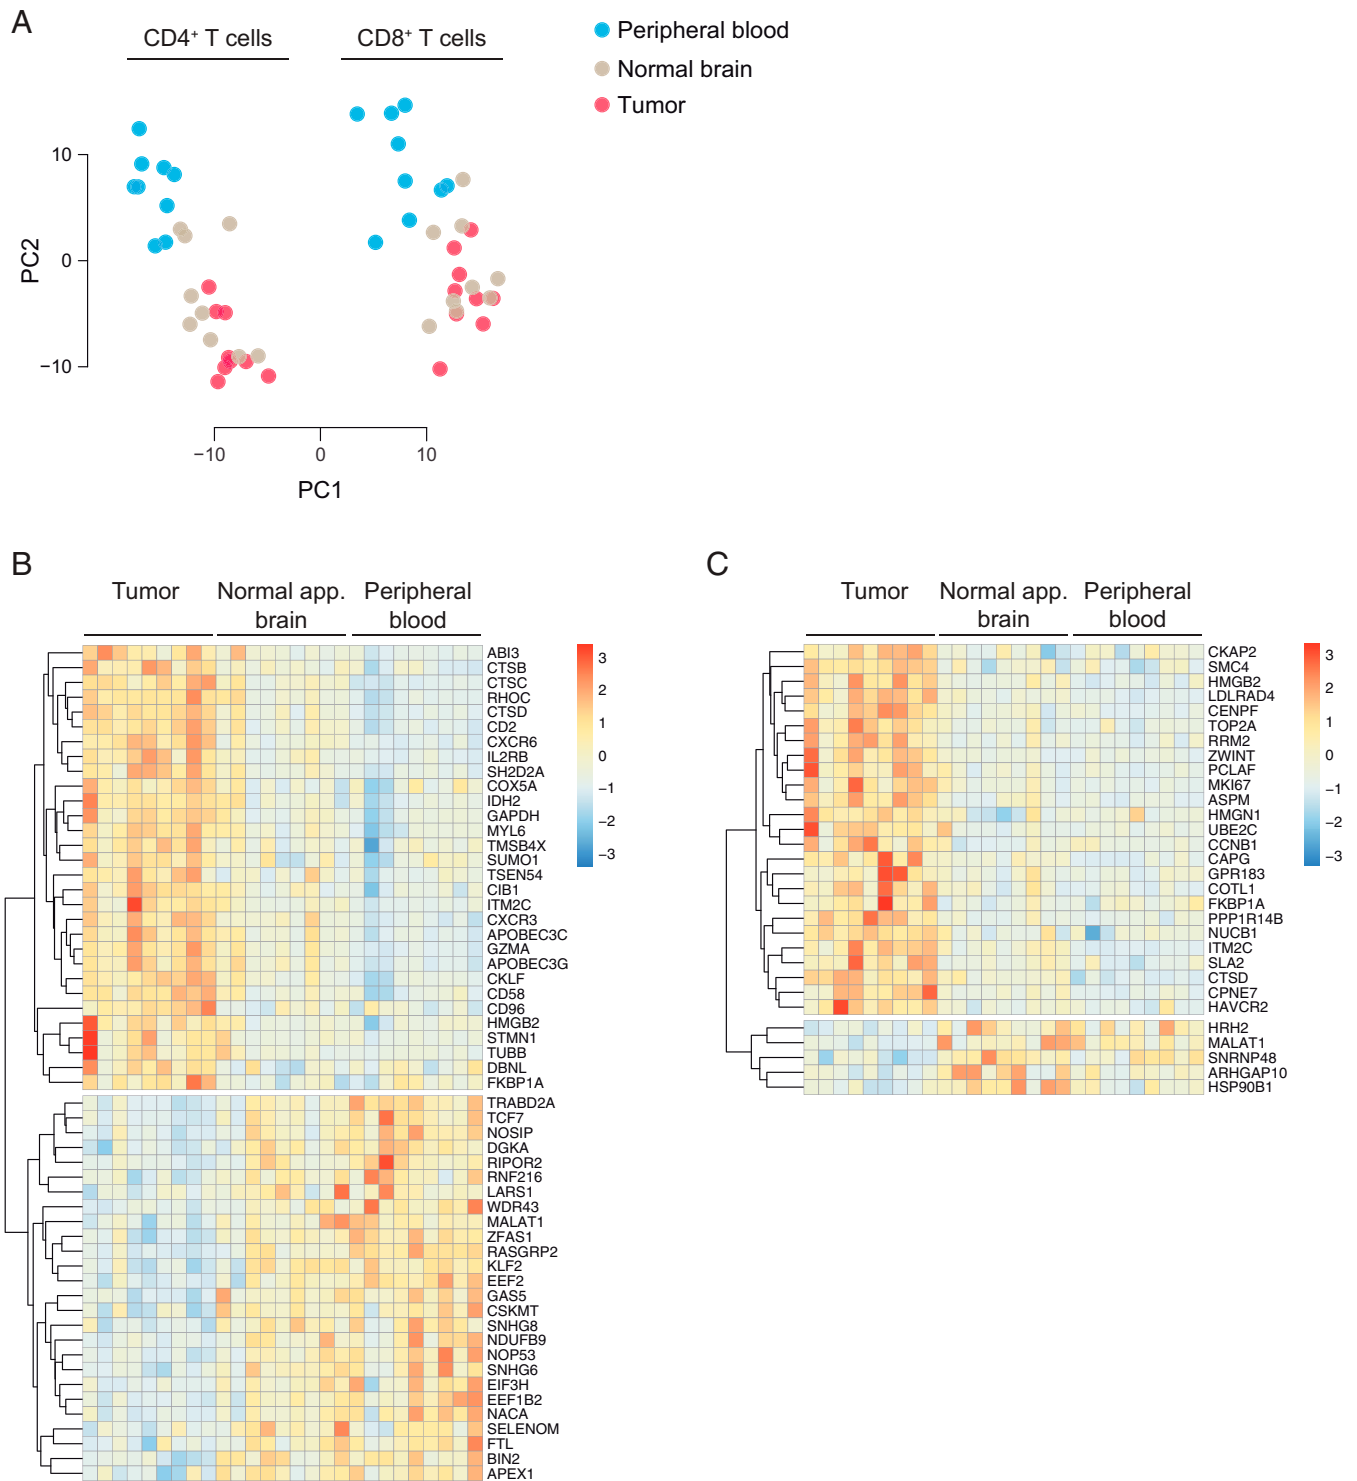 A
CD4+ T cells
CD8+ T cells
Peripheral blood
Normal brain
Tumor
10
0
−10
PC2
−10
0
10
PC1
B
Tumor
Normal app.
brain
Peripheral
blood
ABI3
CTSB
CTSC
RHOC
CTSD
CD2
CXCR6
IL2RB
SH2D2A
COX5A
IDH2
GAPDH
MYL6
TMSB4X
SUMO1
TSEN54
CIB1
ITM2C
CXCR3
APOBEC3C
GZMA
APOBEC3G
CKLF
CD58
CD96
HMGB2
STMN1
TUBB
DBNL
FKBP1A
TRABD2A
TCF7
NOSIP
DGKA
RIPOR2
RNF216
LARS1
WDR43
MALAT1
ZFAS1
RASGRP2
KLF2
EEF2
GAS5
CSKMT
SNHG8
NDUFB9
NOP53
SNHG6
EIF3H
EEF1B2
NACA
SELENOM
FTL
BIN2
APEX1
3
2
1
0
−1
−2
−3
C
Tumor
Normal app.
brain
Peripheral
blood
CKAP2
SMC4
HMGB2
LDLRAD4
CENPF
TOP2A
RRM2
ZWINT
PCLAF
MKI67
ASPM
HMGN1
UBE2C
CCNB1
CAPG
GPR183
COTL1
FKBP1A
PPP1R14B
NUCB1
ITM2C
SLA2
CTSD
CPNE7
HAVCR2
HRH2
MALAT1
SNRNP48
ARHGAP10
HSP90B1
3
2
1
0
−1
−2
−3